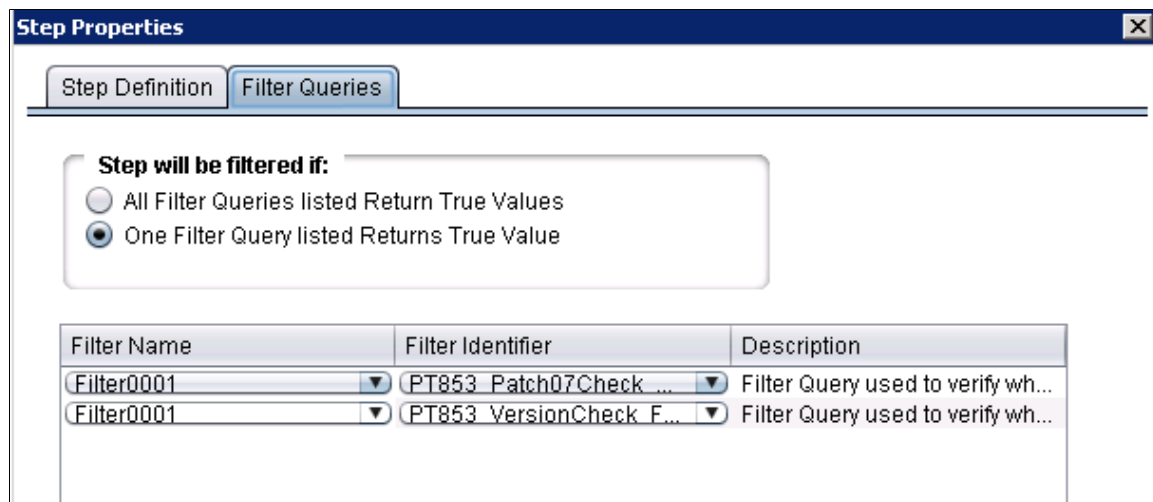 Step Properties
Step Definition Filter Queries
Step will be filtered if:
All Filter Queries listed Return True Values
One Filter Query listed Returns True Value
Filter Name Filter Identifier Description
Filter0001 PT853_Patch07Check_... Filter Query used to verify wh...
Filter0001 PT853_VersionCheck_F... Filter Query used to verify wh...